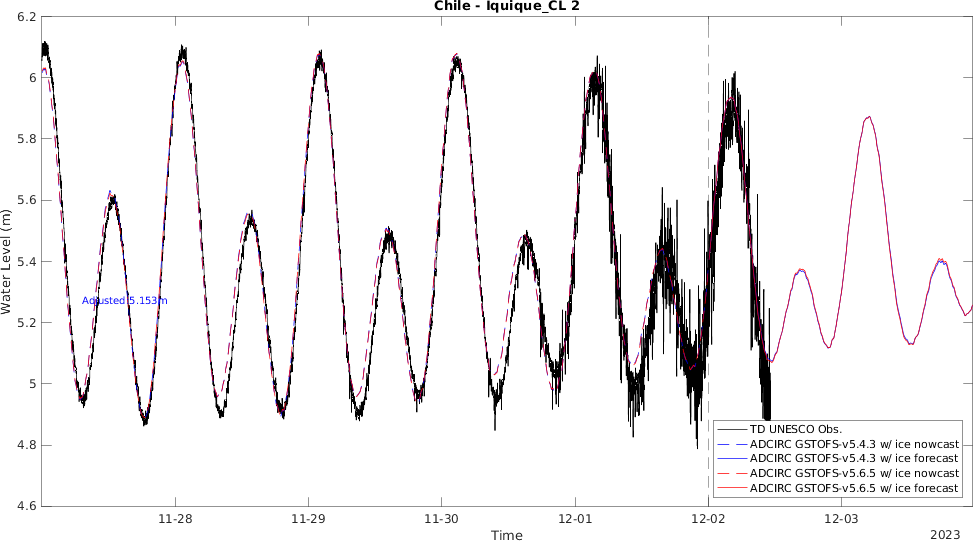 Chile - Iquique_CL 2
6.2
6
5.8
5.6
5.4
5.2
5
4.8
4.6
Water Level (m)
Adjusted 5.153m
TD UNESCO Obs.
ADCIRC GSTOFS-v5.4.3 w/ ice nowcast
ADCIRC GSTOFS-v5.4.3 w/ ice forecast
ADCIRC GSTOFS-v5.6.5 w/ ice nowcast
ADCIRC GSTOFS-v5.6.5 w/ ice forecast
11-28
11-29
11-30
12-01
12-02
12-03
Time
2023